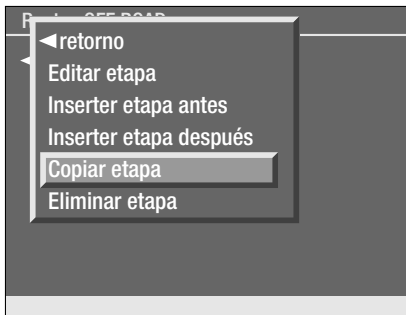 ◄retorno
Editar etapa
Inserter etapa antes
Inserter etapa después
Copiar etapa
Eliminar etapa